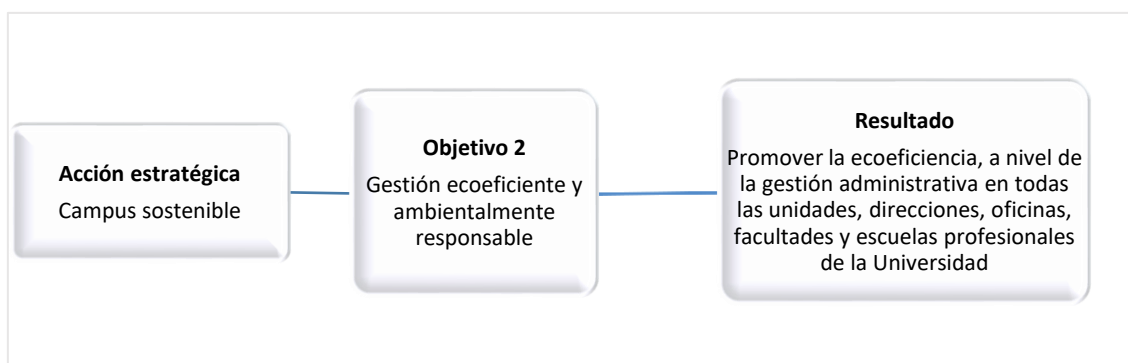 Acción estratégica
Campus sostenible
Objetivo 2
Gestión ecoeficiente y
ambientalmente
responsable
Resultado
Promover la ecoeficiencia, a nivel de
la gestión administrativa en todas
las unidades, direcciones, oficinas,
facultades y escuelas profesionales
de la Universidad